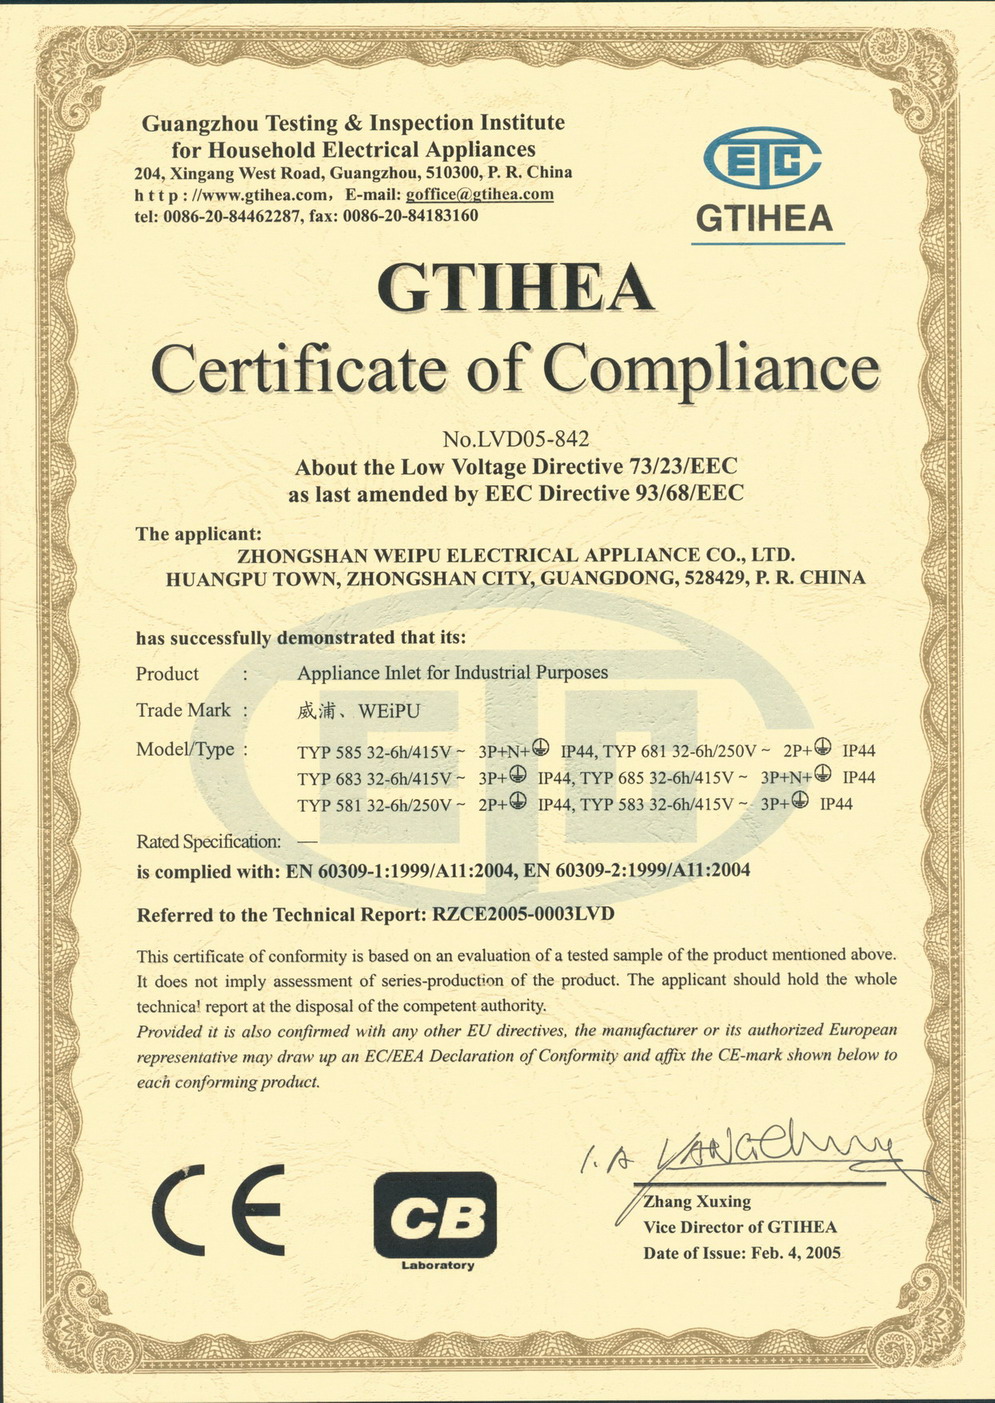 Guangzhou Testing & Inspection Institute
for Household Electrical Appliances
204, Xingang West Road, Guangzhou, 510300, P. R. China
http://www.gtihea.com, E-mail: goffice@gtihea.com
tel: 0086-20-84462287, fax: 0086-20-84183160
ETC
GTIHEA
GTIHEA
Certificate of Compliance
No.LVD05-842
About the Low Voltage Directive 73/23/EEC
as last amended by EEC Directive 93/68/EEC
The applicant:
ZHONGSHAN WEIPU ELECTRICAL APPLIANCE CO., LTD.
HUANGPU TOWN, ZHONGSHAN CITY, GUANGDONG, 528429, P. R. CHINA
has successfully demonstrated that its:
Product : Appliance Inlet for Industrial Purposes
Trade Mark : 威浦、WEiPU
Model/Type : TYP 585 32-6h/415V~ 3P+N+⏚ IP44, TYP 681 32-6h/250V~ 2P+⏚ IP44
TYP 683 32-6h/415V~ 3P+⏚ IP44, TYP 685 32-6h/415V~ 3P+N+⏚ IP44
TYP 581 32-6h/250V~ 2P+⏚ IP44, TYP 583 32-6h/415V~ 3P+⏚ IP44
Rated Specification: —
is complied with: EN 60309-1:1999/A11:2004, EN 60309-2:1999/A11:2004
Referred to the Technical Report: RZCE2005-0003LVD
This certificate of conformity is based on an evaluation of a tested sample of the product mentioned above.
It does not imply assessment of series-production of the product. The applicant should hold the whole
technical report at the disposal of the competent authority.
Provided it is also confirmed with any other EU directives, the manufacturer or its authorized European
representative may draw up an EC/EEA Declaration of Conformity and affix the CE-mark shown below to
each conforming product.
CE
CB
Laboratory
Zhang Xuxing
Vice Director of GTIHEA
Date of Issue: Feb. 4, 2005